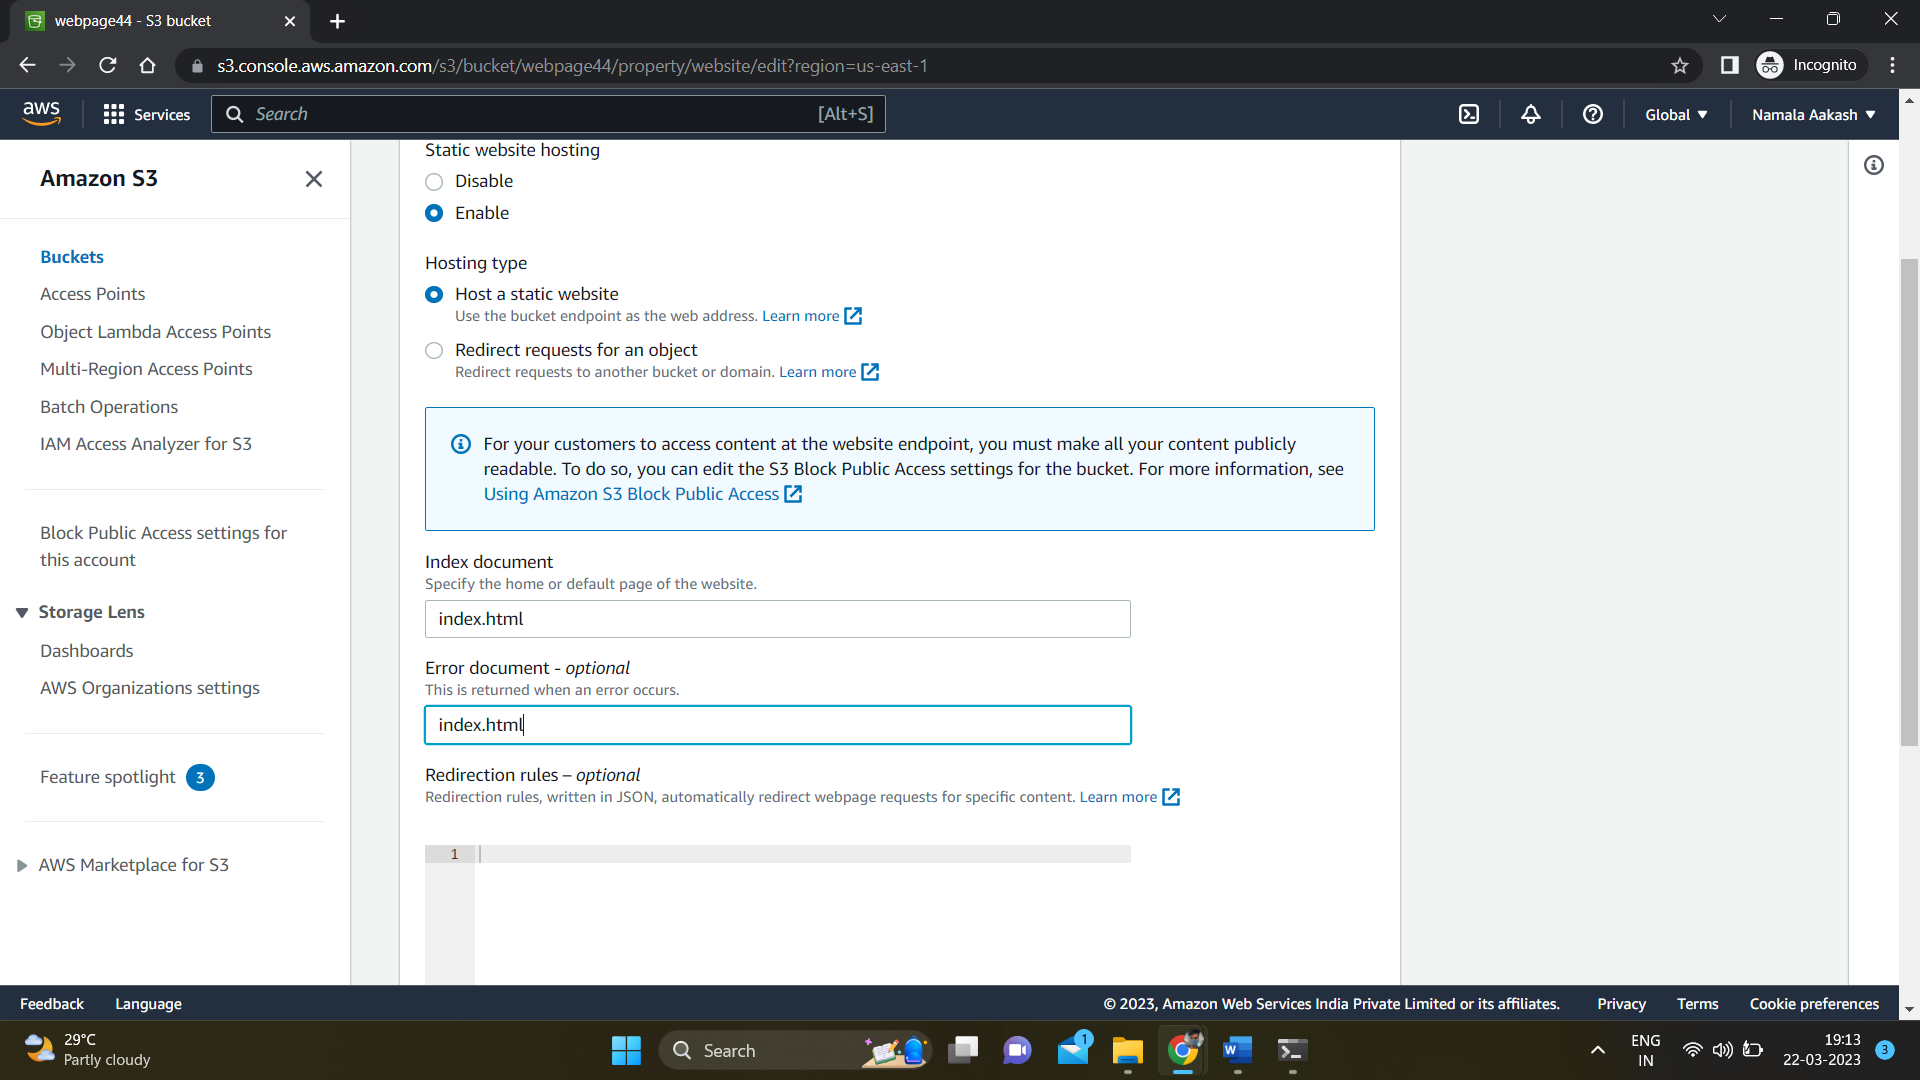 webpage44 - S3 bucket
s3.console.aws.amazon.com/s3/bucket/webpage44/property/website/edit?region=us-east-1
Incognito
aws
Services
Search
[Alt+S]
Global
Namala Aakash
Amazon S3
Buckets
Access Points
Object Lambda Access Points
Multi-Region Access Points
Batch Operations
IAM Access Analyzer for S3
Block Public Access settings for
this account
Storage Lens
Dashboards
AWS Organizations settings
Feature spotlight 3
AWS Marketplace for S3
Static website hosting
Disable
Enable
Hosting type
Host a static website
Use the bucket endpoint as the web address. Learn more
Redirect requests for an object
Redirect requests to another bucket or domain. Learn more
For your customers to access content at the website endpoint, you must make all your content publicly
readable. To do so, you can edit the S3 Block Public Access settings for the bucket. For more information, see
Using Amazon S3 Block Public Access
Index document
Specify the home or default page of the website.
index.html
Error document - optional
This is returned when an error occurs.
index.html
Redirection rules – optional
Redirection rules, written in JSON, automatically redirect webpage requests for specific content. Learn more
1
Feedback
Language
© 2023, Amazon Web Services India Private Limited or its affiliates.
Privacy
Terms
Cookie preferences
29°C
Partly cloudy
Search
1
W
ENG
IN
19:13
22-03-2023
3